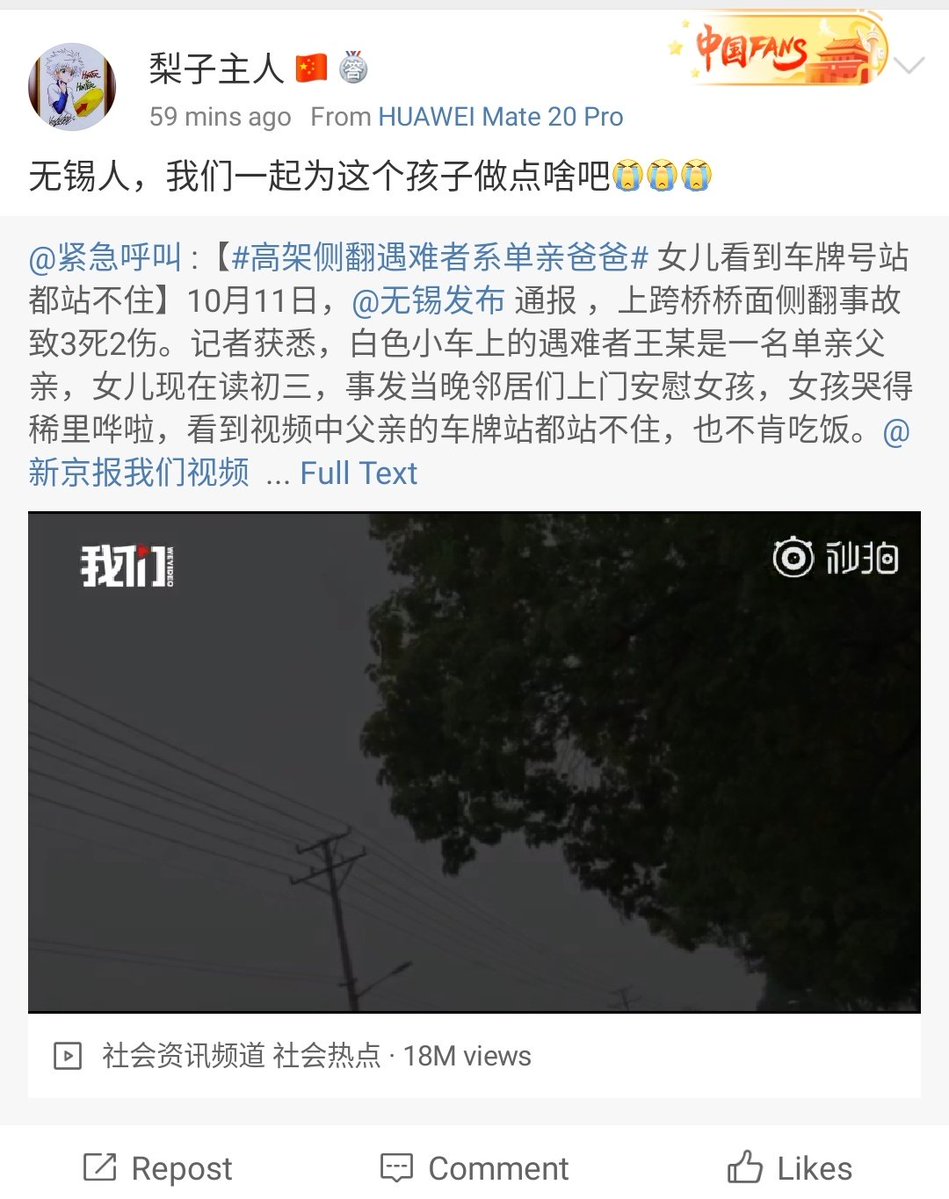 梨子主人
中国FANS
59 mins ago From HUAWEI Mate 20 Pro
无锡人，我们一起为这个孩子做点啥吧😭😭😭
@紧急呼叫 :【#高架侧翻遇难者系单亲爸爸# 女儿看到车牌号站
都站不住】10月11日，@无锡发布 通报 ，上跨桥桥面侧翻事故
致3死2伤。记者获悉，白色小车上的遇难者王某是一名单亲父
亲，女儿现在读初三，事发当晚邻居们上门安慰女孩，女孩哭得
稀里哗啦，看到视频中父亲的车牌站都站不住，也不肯吃饭。@
新京报我们视频 ... Full Text
我们 WEVIDEO
秒拍
社会资讯频道 社会热点 · 18M views
Repost
Comment
Likes